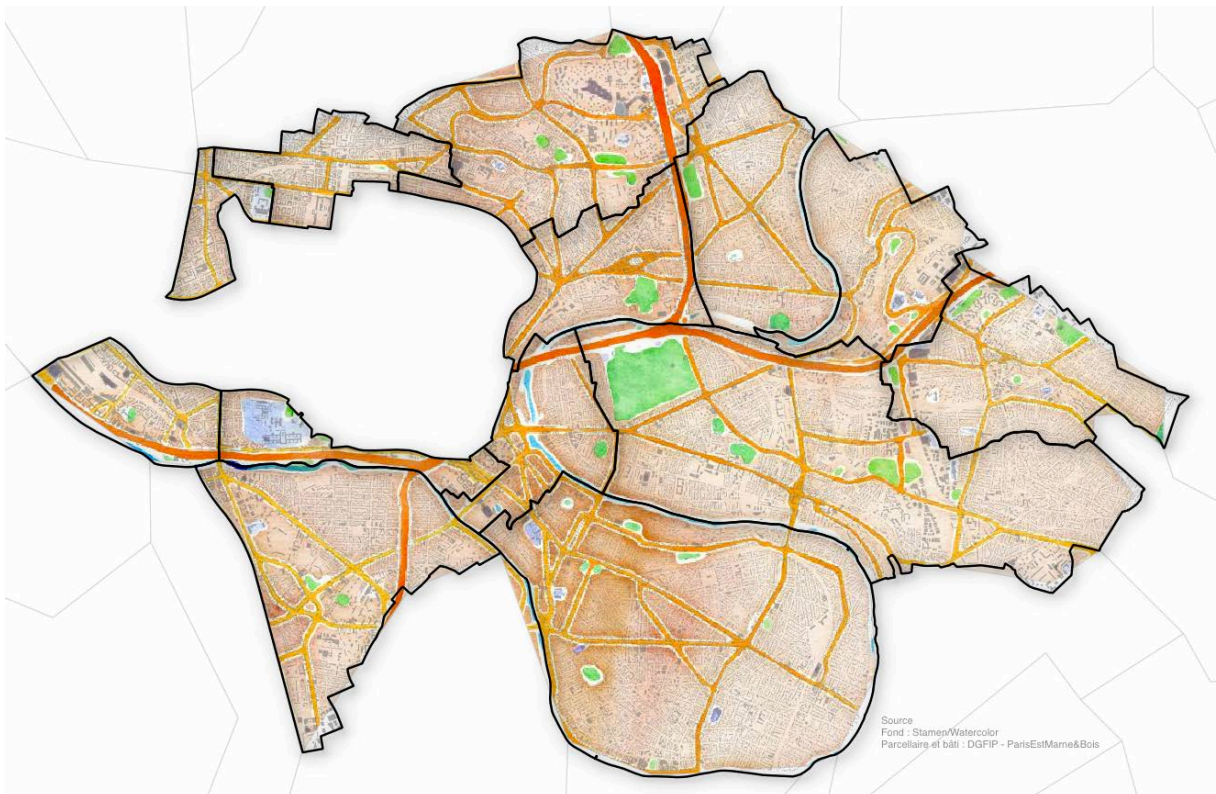 Source
Fond : Stamen/Watercolor
Parcellaire et bâti : DGFIP - ParisEstMarne&Bois